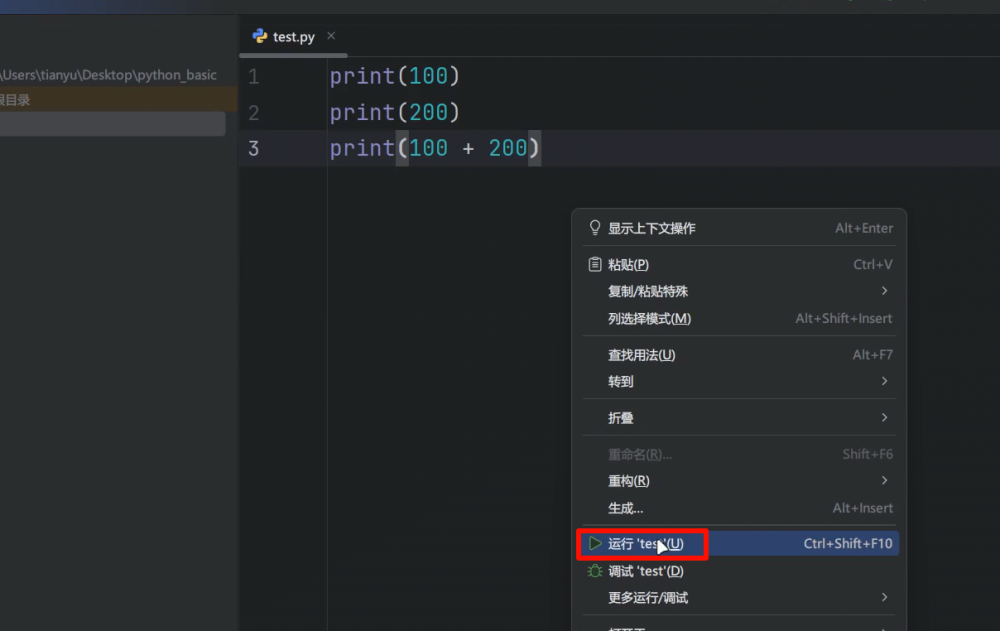 test.py
\Users\tianyu\Desktop\python_basic
根目录
1 print(100)
2 print(200)
3 print(100 + 200)
显示上下文操作 Alt+Enter
粘贴(P) Ctrl+V
复制/粘贴特殊
列选择模式(M) Alt+Shift+Insert
查找用法(U) Alt+F7
转到
折叠
重命名(R)... Shift+F6
重构(R)
生成... Alt+Insert
运行 'test'(U) Ctrl+Shift+F10
调试 'test'(D)
更多运行/调试